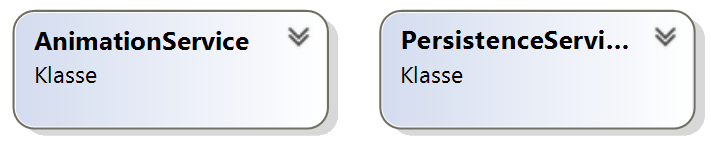 AnimationService
Klasse
PersistenceServi...
Klasse